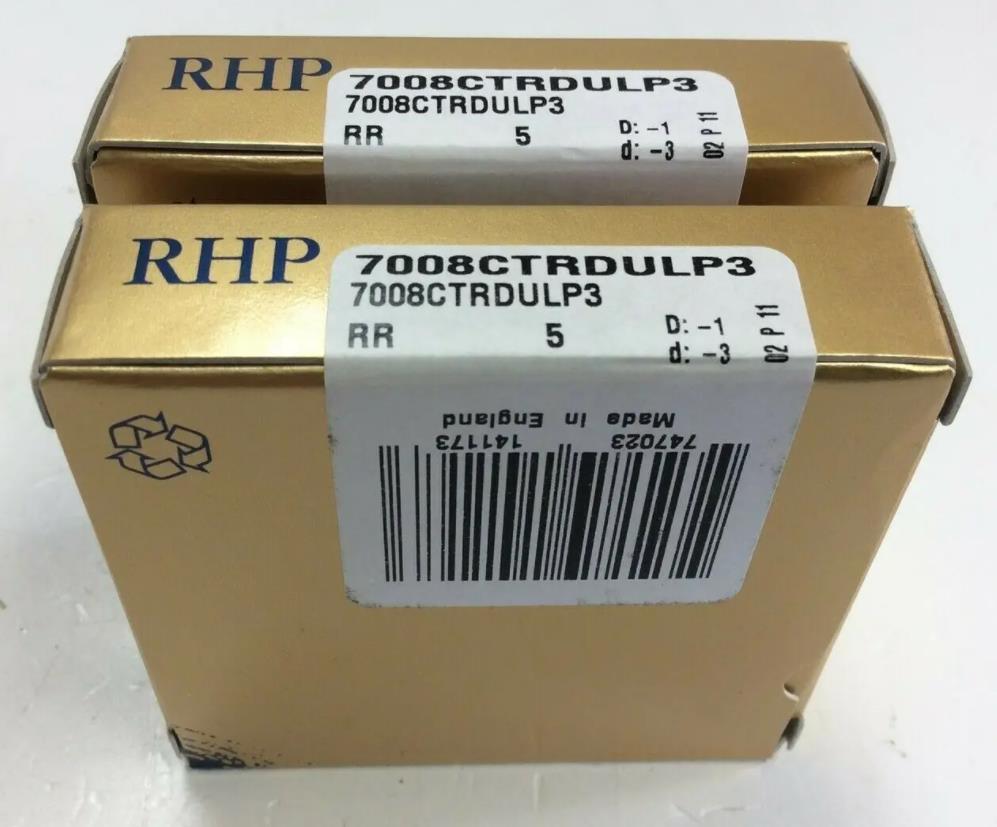 RHP
7008CTRDULP3
7008CTRDULP3
RR 5 D: -1
d: -3
02 P 11
RHP
7008CTRDULP3
7008CTRDULP3
RR 5 D: -1
d: -3
02 P 11
Made in England
747023 141173